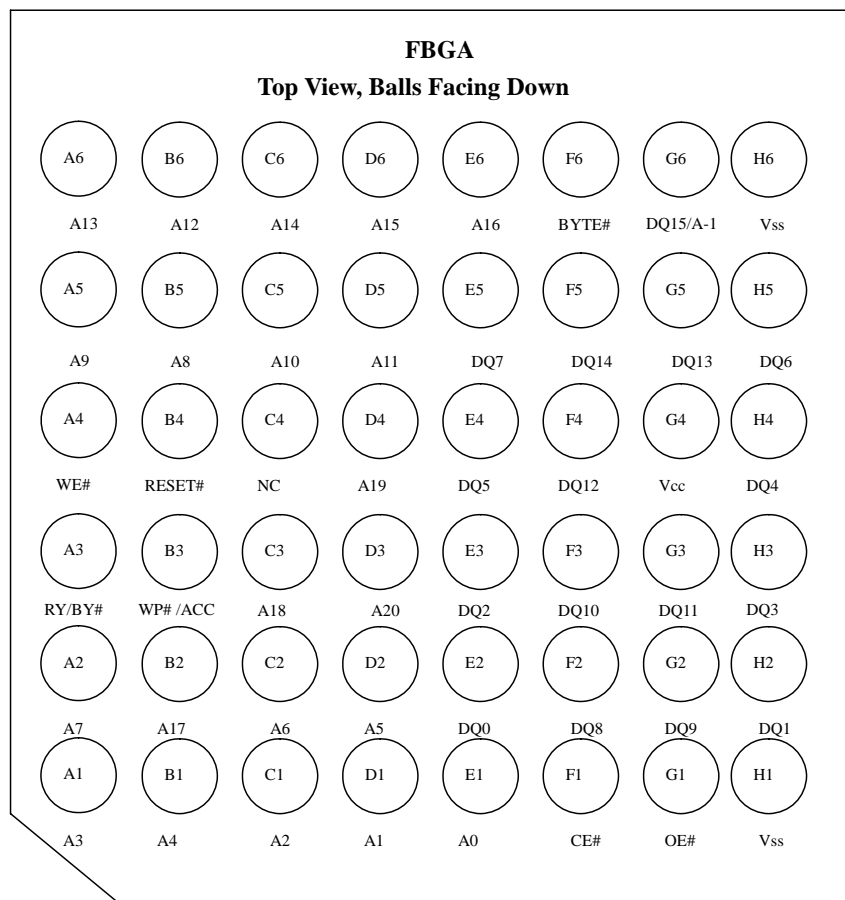 FBGA
Top View, Balls Facing Down
A6 B6 C6 D6 E6 F6 G6 H6
A13 A12 A14 A15 A16 BYTE# DQ15/A-1 Vss
A5 B5 C5 D5 E5 F5 G5 H5
A9 A8 A10 A11 DQ7 DQ14 DQ13 DQ6
A4 B4 C4 D4 E4 F4 G4 H4
WE# RESET# NC A19 DQ5 DQ12 Vcc DQ4
A3 B3 C3 D3 E3 F3 G3 H3
RY/BY# WP# /ACC A18 A20 DQ2 DQ10 DQ11 DQ3
A2 B2 C2 D2 E2 F2 G2 H2
A7 A17 A6 A5 DQ0 DQ8 DQ9 DQ1
A1 B1 C1 D1 E1 F1 G1 H1
A3 A4 A2 A1 A0 CE# OE# Vss